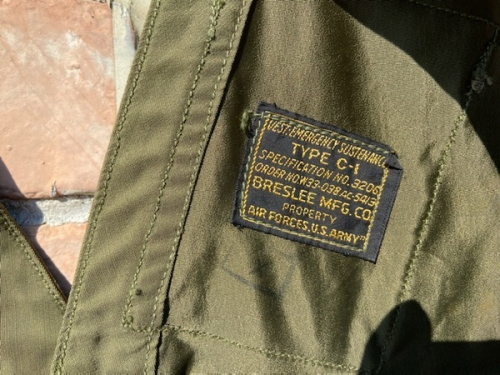 VEST, EMERGENCY SUSTENANCE
TYPE C-1
SPECIFICATION NO. 3206
ORDER NO W33-038 AC-
BRESLEE MFG. CO
PROPERTY
AIR FORCES, U.S. ARMY